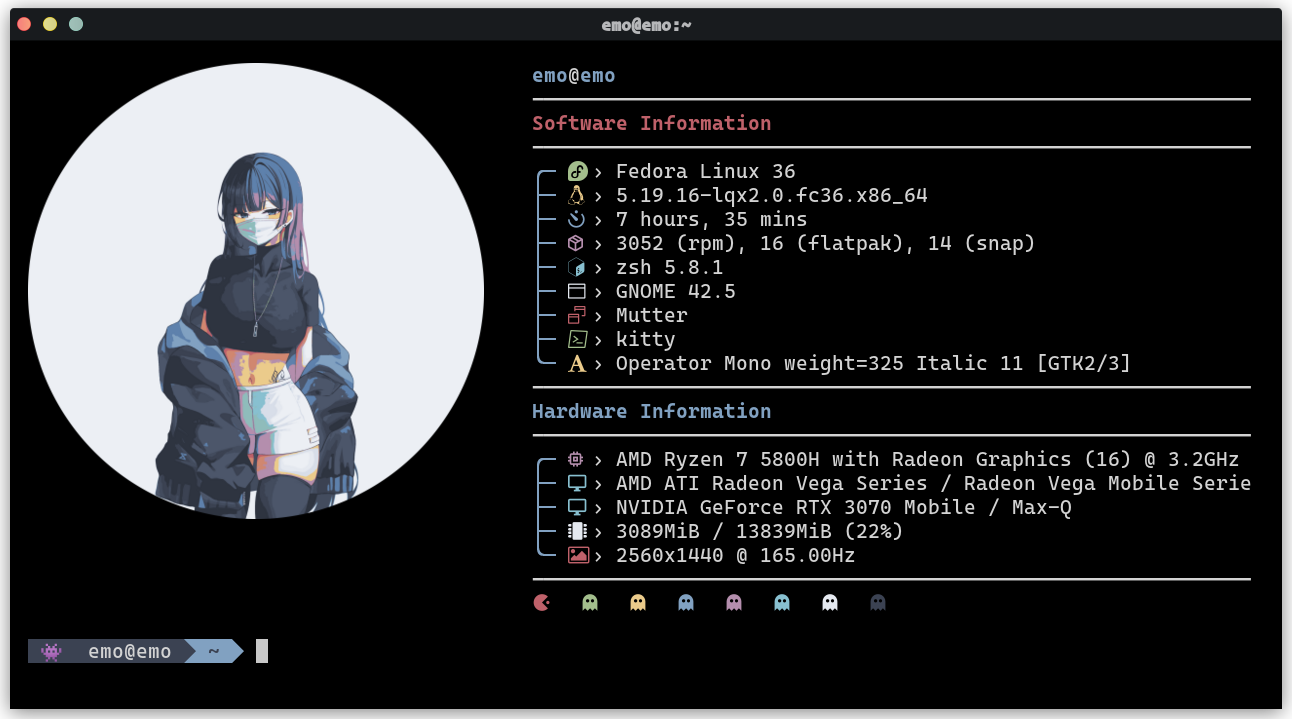 emo@emo:~
emo@emo
Software Information
› Fedora Linux 36
› 5.19.16-lqx2.0.fc36.x86_64
› 7 hours, 35 mins
› 3052 (rpm), 16 (flatpak), 14 (snap)
› zsh 5.8.1
› GNOME 42.5
› Mutter
› kitty
A › Operator Mono weight=325 Italic 11 [GTK2/3]
Hardware Information
› AMD Ryzen 7 5800H with Radeon Graphics (16) @ 3.2GHz
› AMD ATI Radeon Vega Series / Radeon Vega Mobile Serie
› NVIDIA GeForce RTX 3070 Mobile / Max-Q
› 3089MiB / 13839MiB (22%)
› 2560x1440 @ 165.00Hz
emo@emo ~